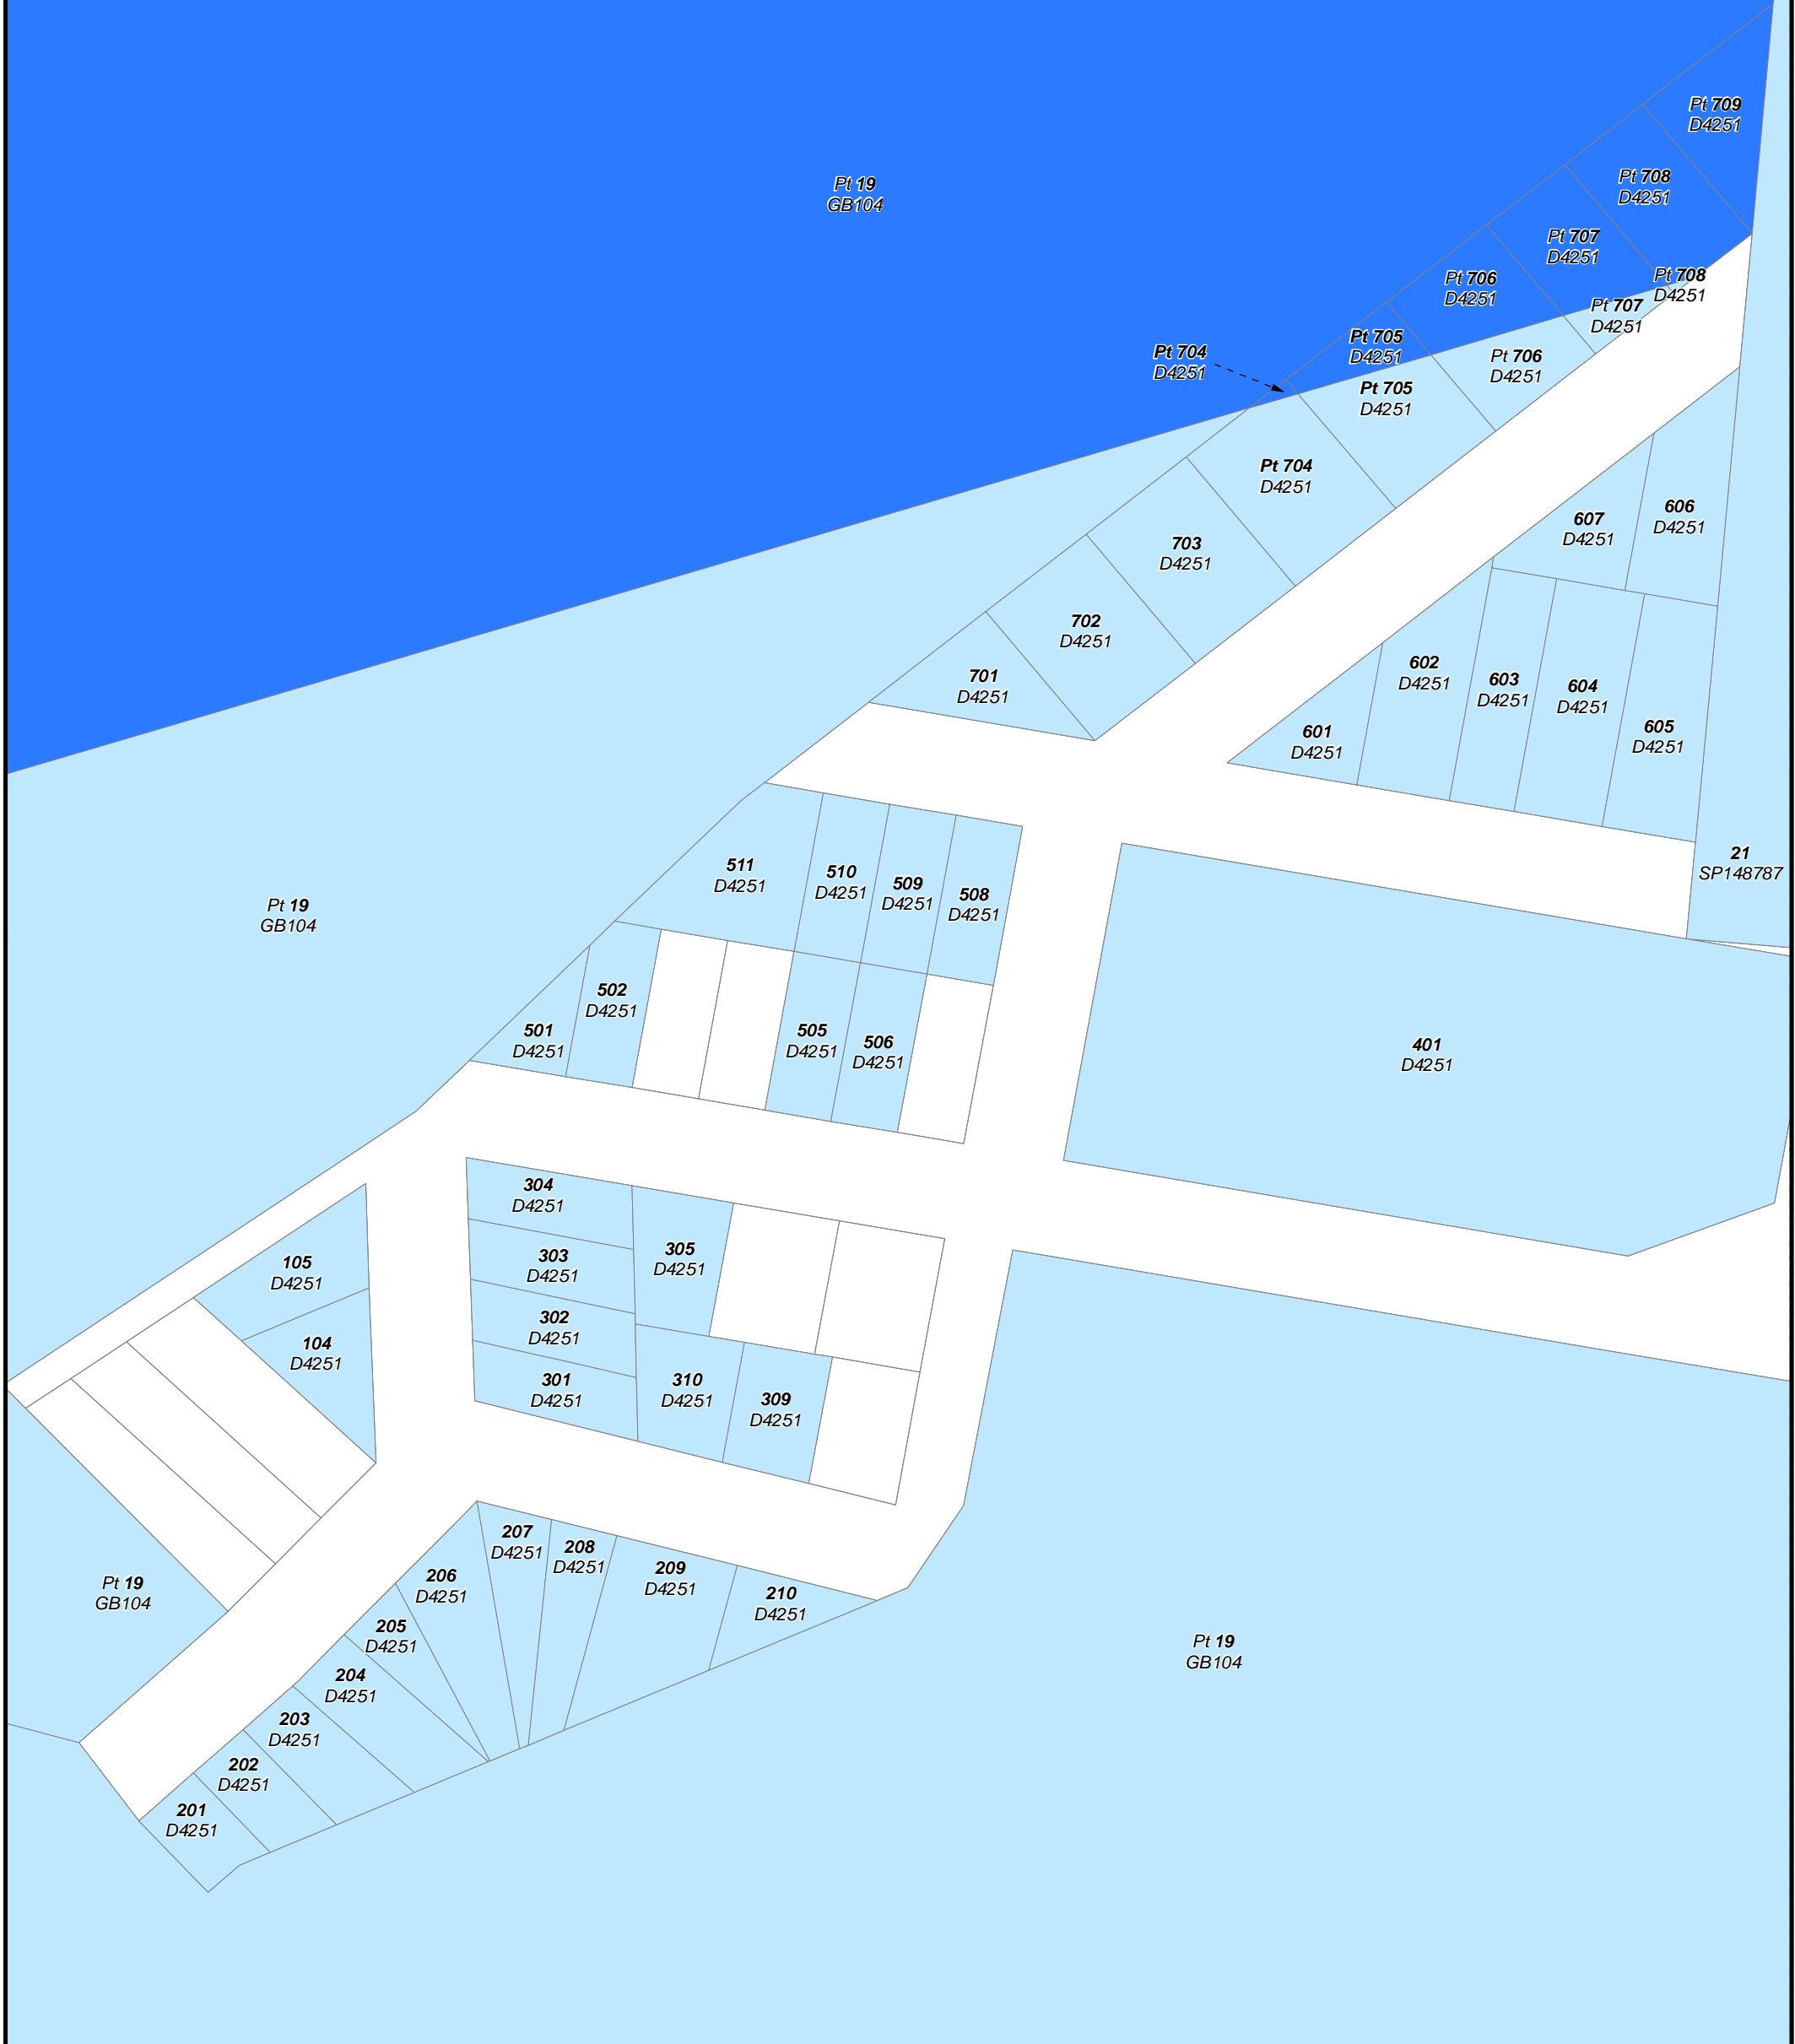 Pt 709
D4251
Pt 19
GB104
Pt 708
D4251
Pt 707
D4251
Pt 706
D4251
Pt 708
D4251
Pt 707
D4251
Pt 705
D4251
Pt 704
D4251
Pt 706
D4251
Pt 705
D4251
Pt 704
D4251
703
D4251
702
D4251
701
D4251
607
D4251
606
D4251
602
D4251
603
D4251
604
D4251
605
D4251
601
D4251
21
SP148787
511
D4251
510
D4251
509
D4251
508
D4251
Pt 19
GB104
502
D4251
501
D4251
505
D4251
506
D4251
401
D4251
304
D4251
303
D4251
305
D4251
302
D4251
301
D4251
310
D4251
309
D4251
105
D4251
104
D4251
Pt 19
GB104
207
D4251
208
D4251
209
D4251
210
D4251
206
D4251
205
D4251
204
D4251
203
D4251
202
D4251
201
D4251
Pt 19
GB104